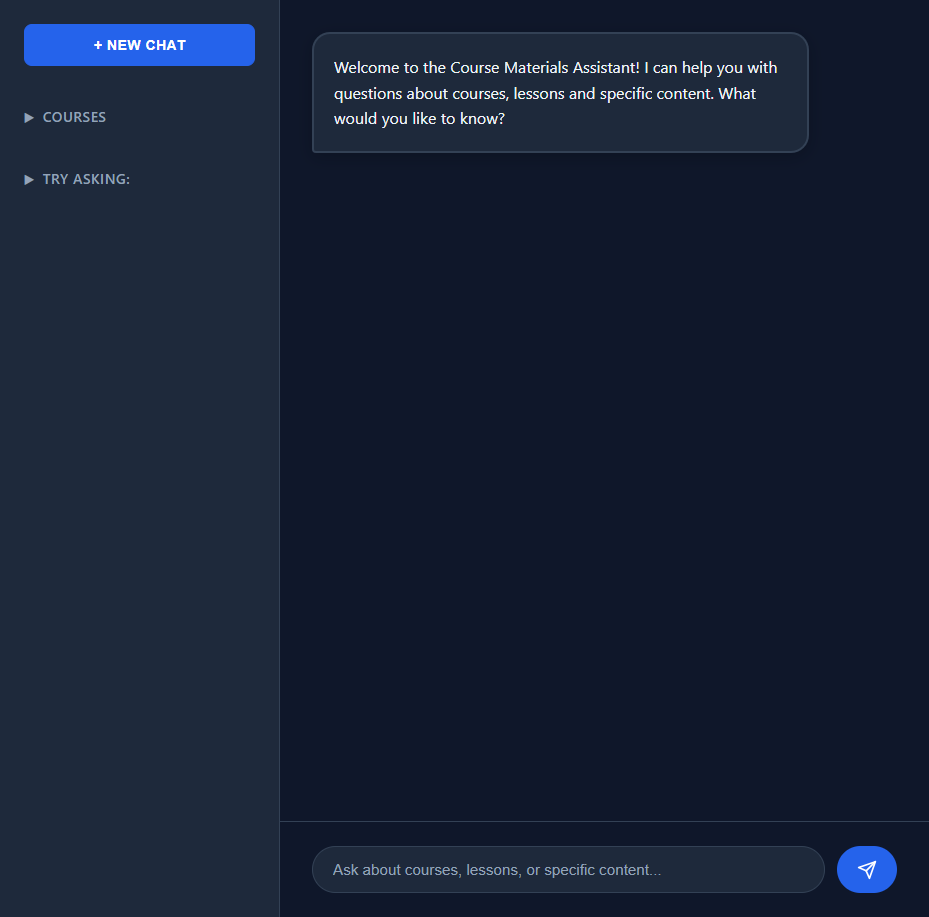 + NEW CHAT
▶ COURSES
▶ TRY ASKING:
Welcome to the Course Materials Assistant! I can help you with
questions about courses, lessons and specific content. What
would you like to know?
Ask about courses, lessons, or specific content...